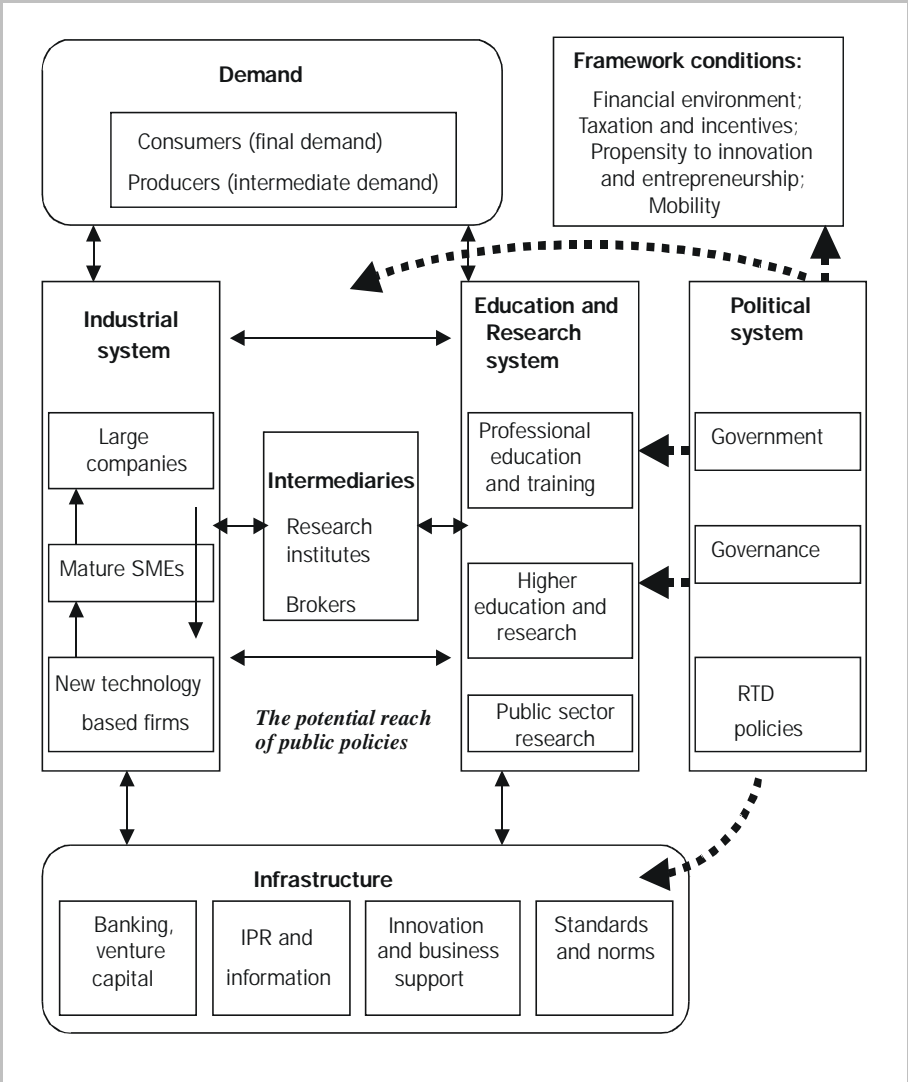 Demand
Consumers (final demand)
Producers (intermediate demand)
Framework conditions:
Financial environment;
Taxation and incentives;
Propensity to innovation
and entrepreneurship;
Mobility
Industrial
system
Large
companies
Mature SMEs
New technology
based firms
Intermediaries
Research
institutes
Brokers
The potential reach
of public policies
Education and
Research
system
Professional
education
and training
Higher
education and
research
Public sector
research
Political
system
Government
Governance
RTD
policies
Infrastructure
Banking,
venture
capital
IPR and
information
Innovation
and business
support
Standards
and norms